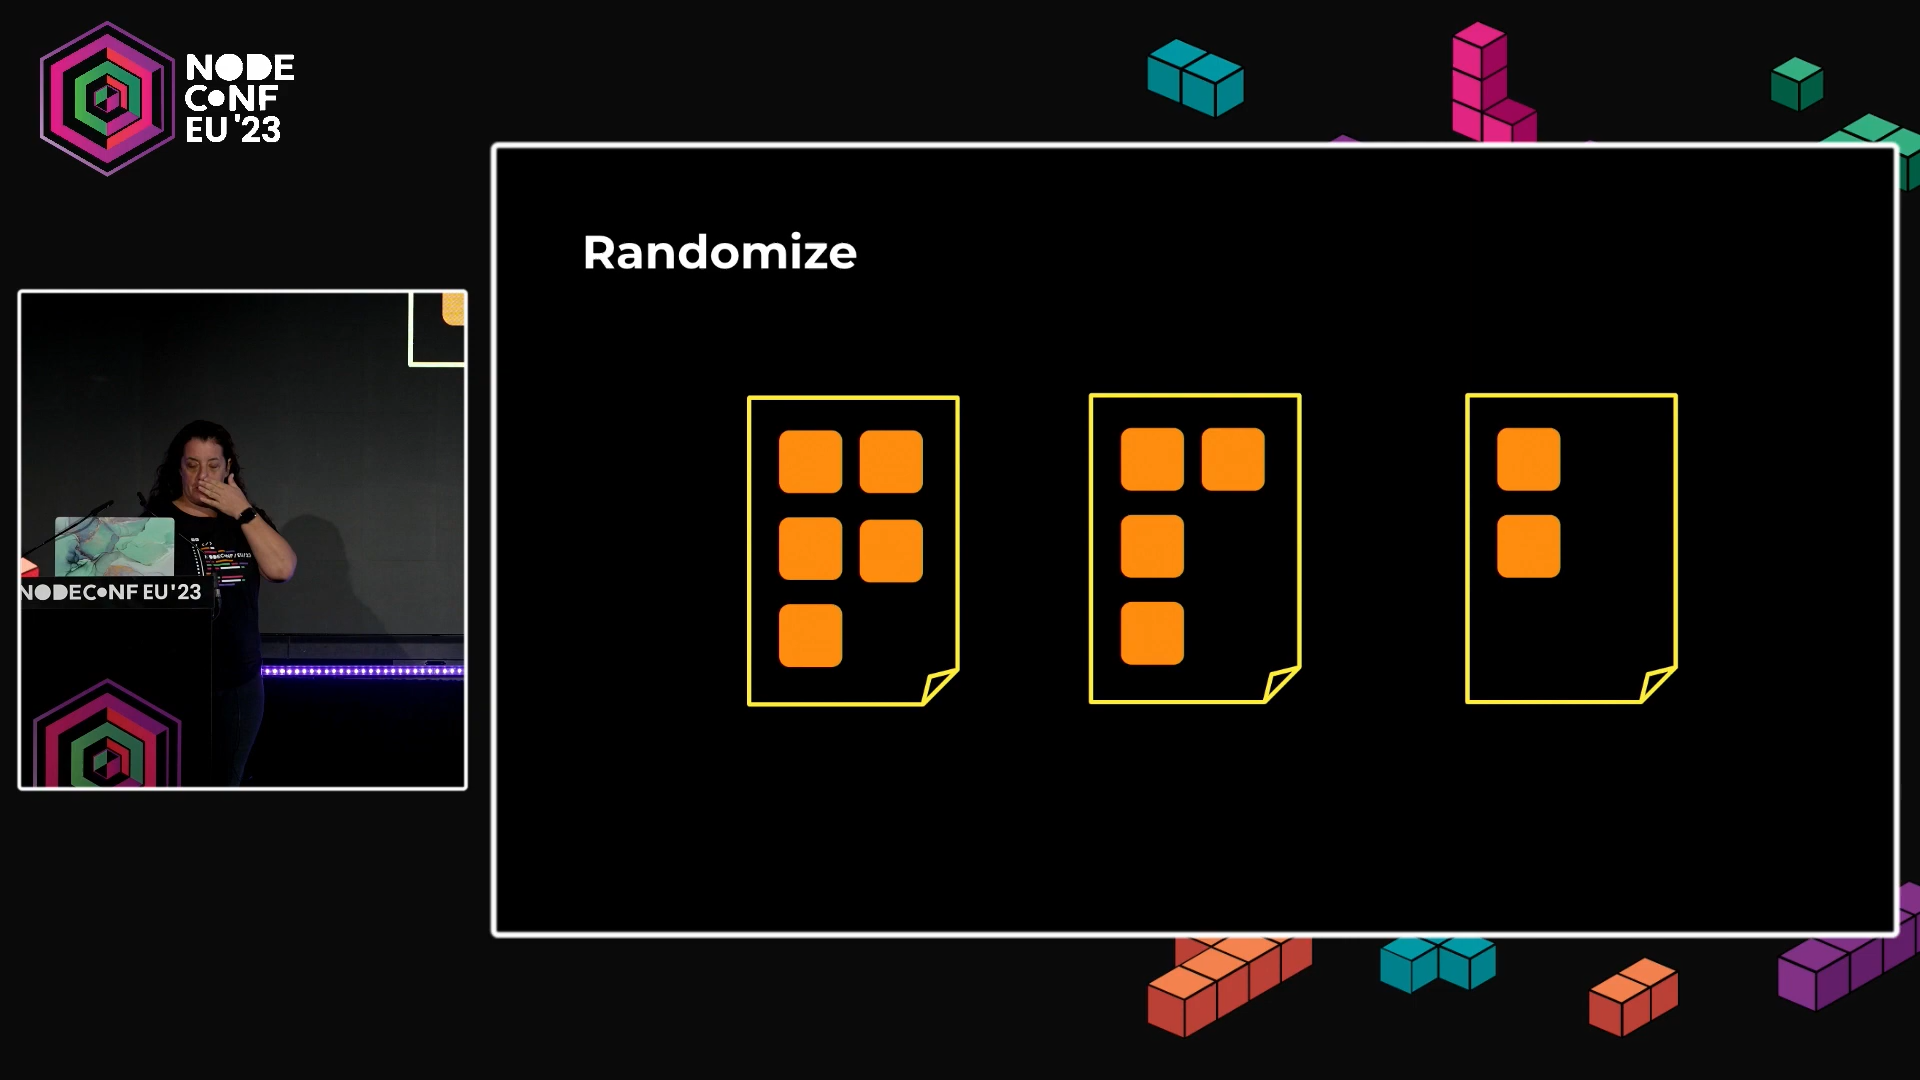 NODE
CONF
EU '23
Randomize
NODECONF EU '23